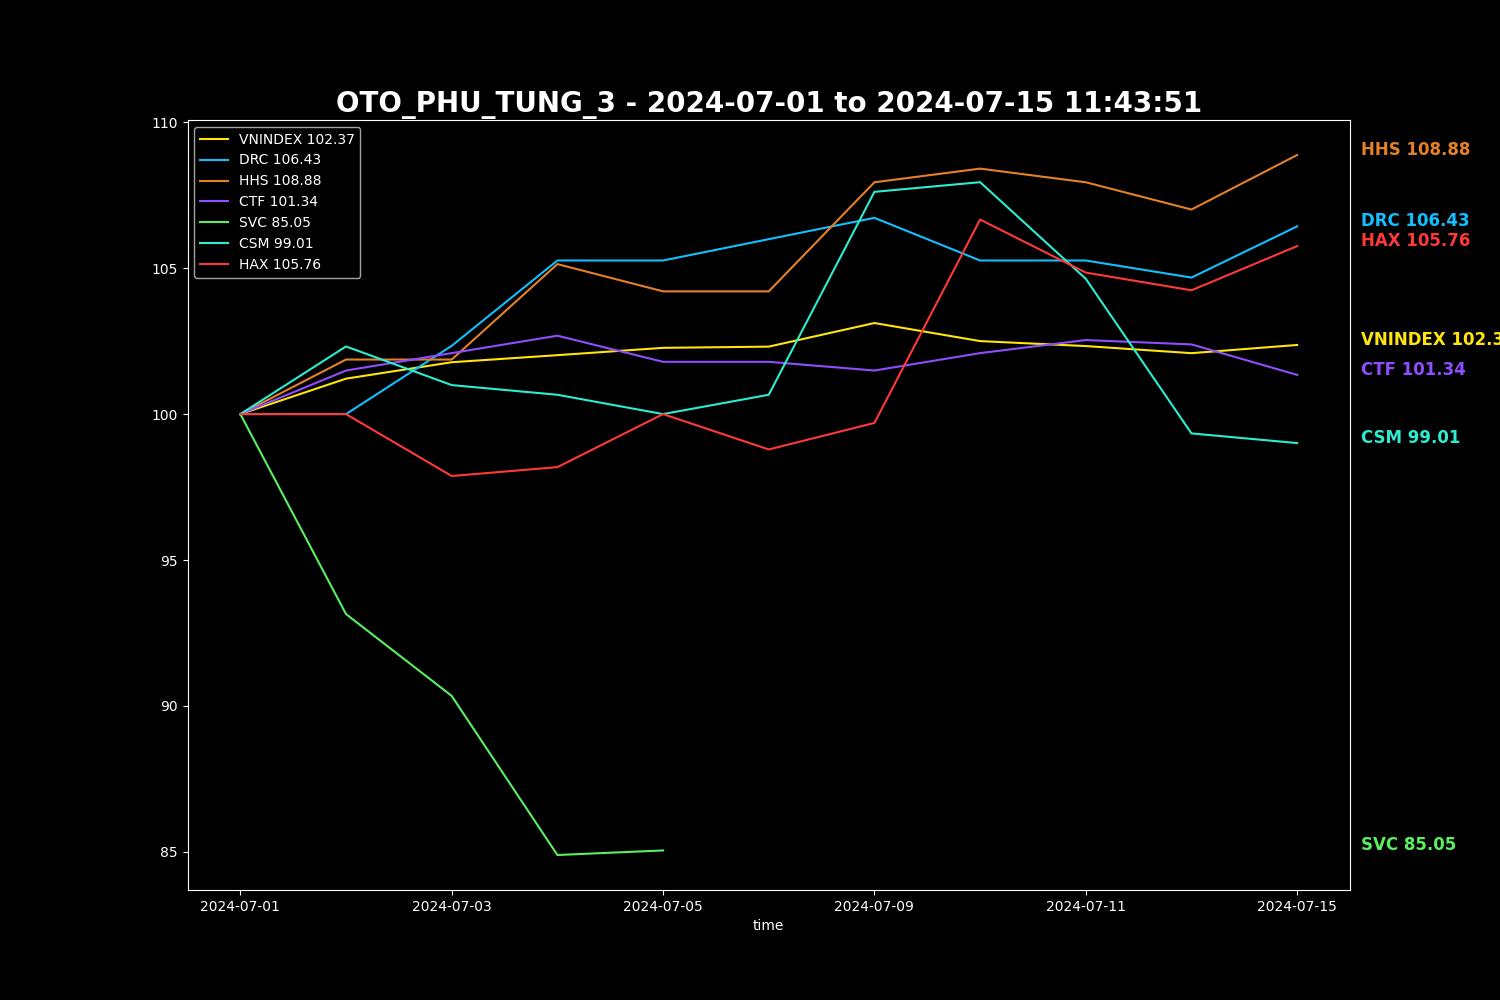 OTO_PHU_TUNG_3 - 2024-07-01 to 2024-07-15 11:43:51
110
105
100
95
90
85
VNINDEX 102.37
DRC 106.43
HHS 108.88
CTF 101.34
SVC 85.05
CSM 99.01
HAX 105.76
HHS 108.88
DRC 106.43
HAX 105.76
VNINDEX 102.3
CTF 101.34
CSM 99.01
SVC 85.05
2024-07-01
2024-07-03
2024-07-05
2024-07-09
2024-07-11
2024-07-15
time